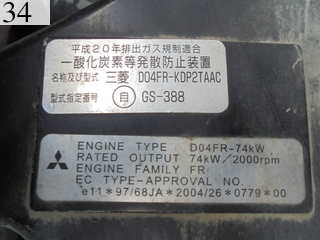 34
平成20年排出ガス規制適合
一酸化炭素等発散防止装置
名称及び型式 三菱 D04FR-KDP2TAAC
型式指定番号 自 GS-388
ENGINE TYPE D04FR-74kW
RATED OUTPUT 74kW/2000rpm
ENGINE FAMILY FR
EC TYPE-APPROVAL NO.
e11*97/68JA*2004/26*0779*00